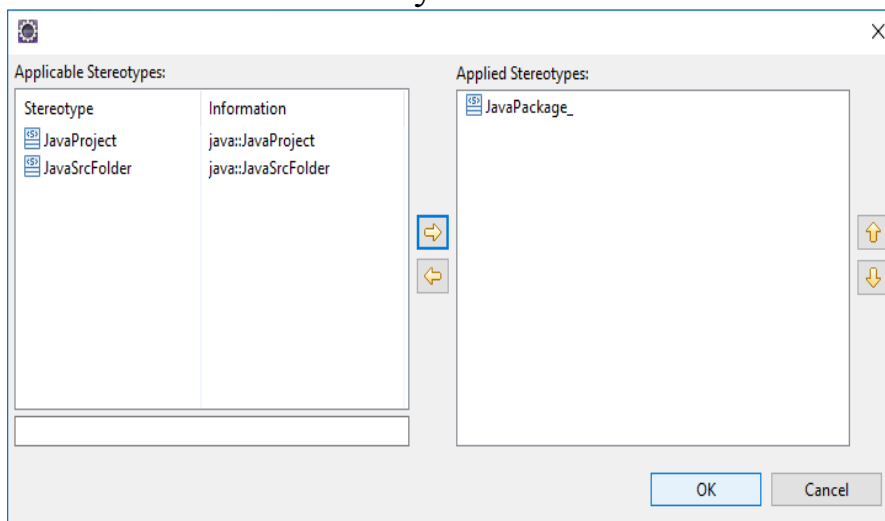 Applicable Stereotypes:
Stereotype Information
JavaProject java::JavaProject
JavaSrcFolder java::JavaSrcFolder
Applied Stereotypes:
JavaPackage_
OK Cancel